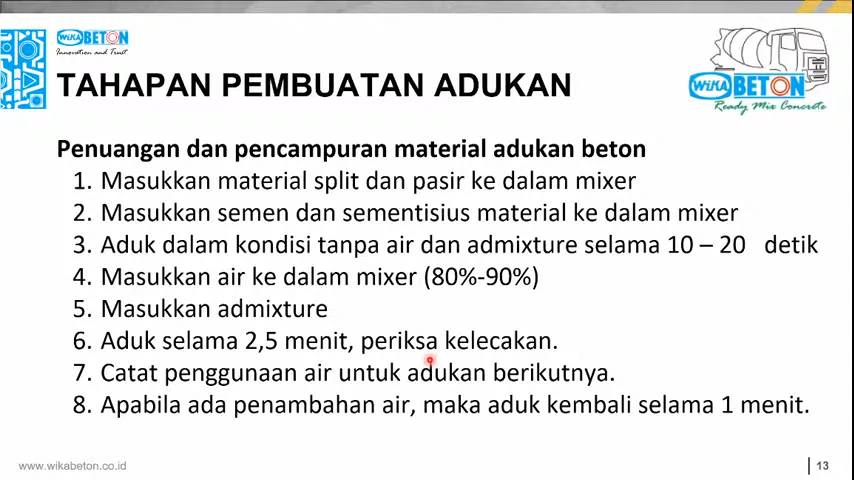 WIKA BETON
Innovation and Trust
TAHAPAN PEMBUATAN ADUKAN
WIKA BETON
Ready Mix Concrete
Penuangan dan pencampuran material adukan beton
1. Masukkan material split dan pasir ke dalam mixer
2. Masukkan semen dan sementisius material ke dalam mixer
3. Aduk dalam kondisi tanpa air dan admixture selama 10 – 20 detik
4. Masukkan air ke dalam mixer (80%-90%)
5. Masukkan admixture
6. Aduk selama 2,5 menit, periksa kelecakan.
7. Catat penggunaan air untuk adukan berikutnya.
8. Apabila ada penambahan air, maka aduk kembali selama 1 menit.
www.wikabeton.co.id
13